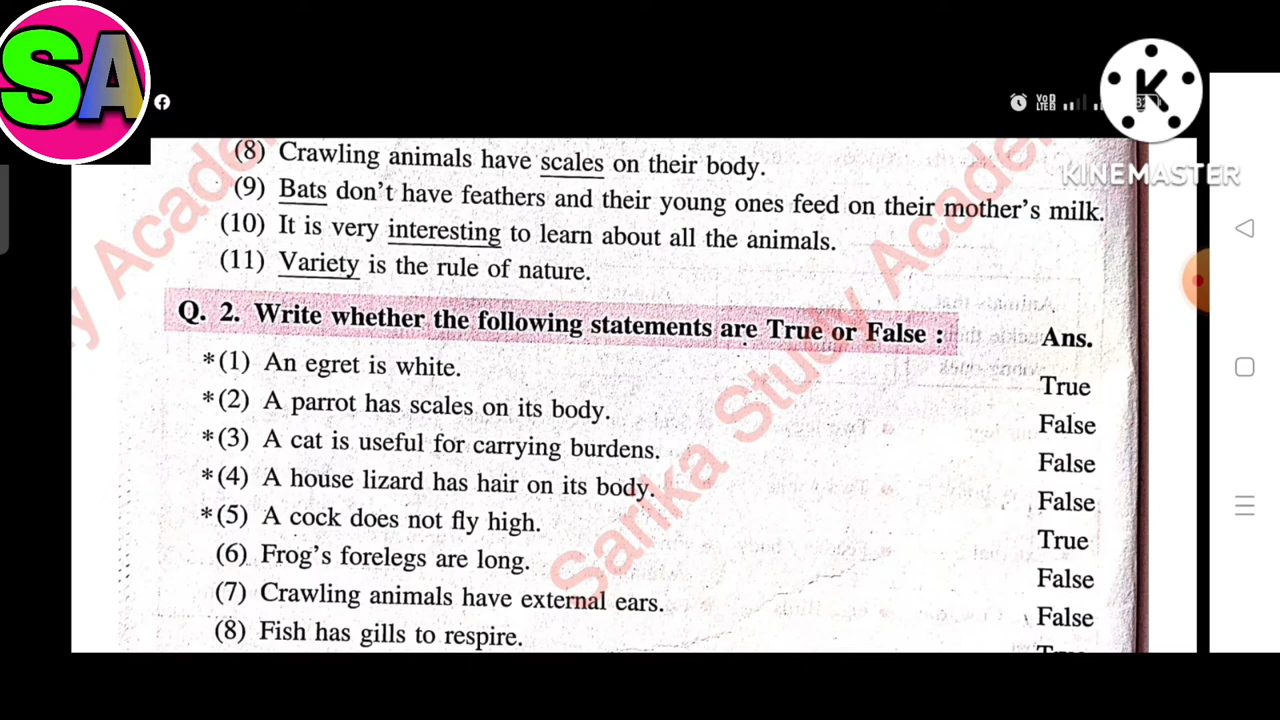 SA
VoD
LTE2
K
KINEMASTER
(8) Crawling animals have scales on their body.
(9) Bats don't have feathers and their young ones feed on their mother's milk.
(10) It is very interesting to learn about all the animals.
(11) Variety is the rule of nature.
Q. 2. Write whether the following statements are True or False :
Ans.
*(1) An egret is white. True
*(2) A parrot has scales on its body. False
*(3) A cat is useful for carrying burdens. False
*(4) A house lizard has hair on its body. False
*(5) A cock does not fly high. True
(6) Frog's forelegs are long. False
(7) Crawling animals have external ears. False
(8) Fish has gills to respire.
Sarika Study Academy